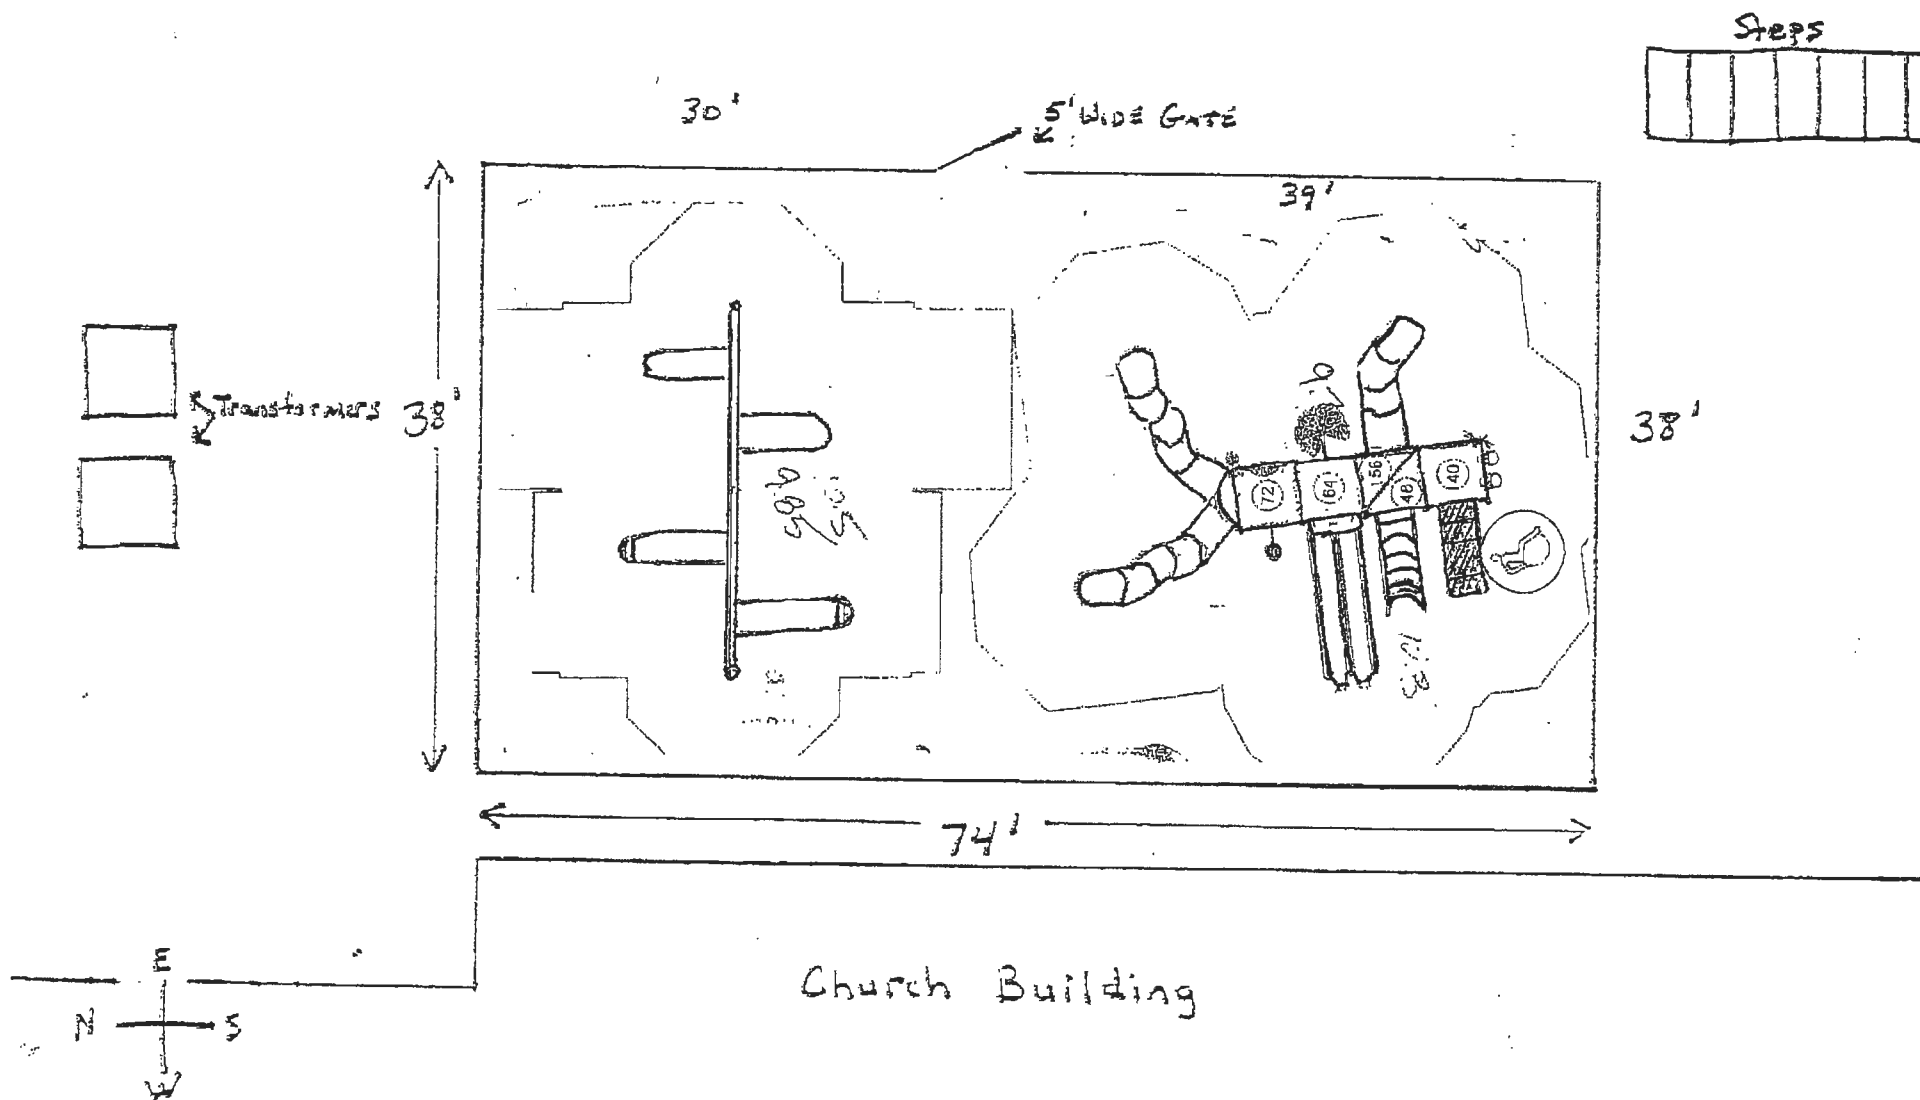 Steps
30'
5' WIDE GATE
39'
Transformers
38'
38'
72
64
56
48
40
74'
Church Building
E
N
S
W